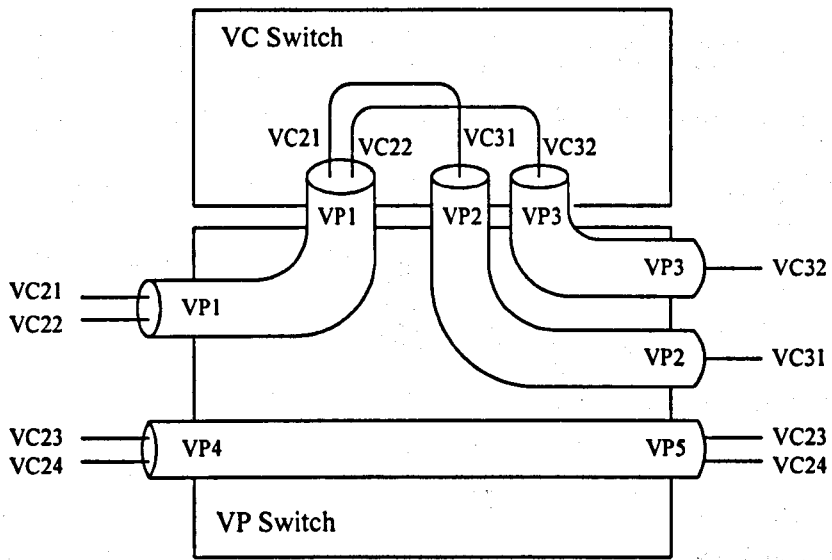 VC Switch
VC21
VC22
VC31
VC32
VP1
VP2
VP3
VP3
VC32
VC21
VC22
VP1
VP2
VC31
VC23
VC24
VP4
VP5
VC23
VC24
VP Switch